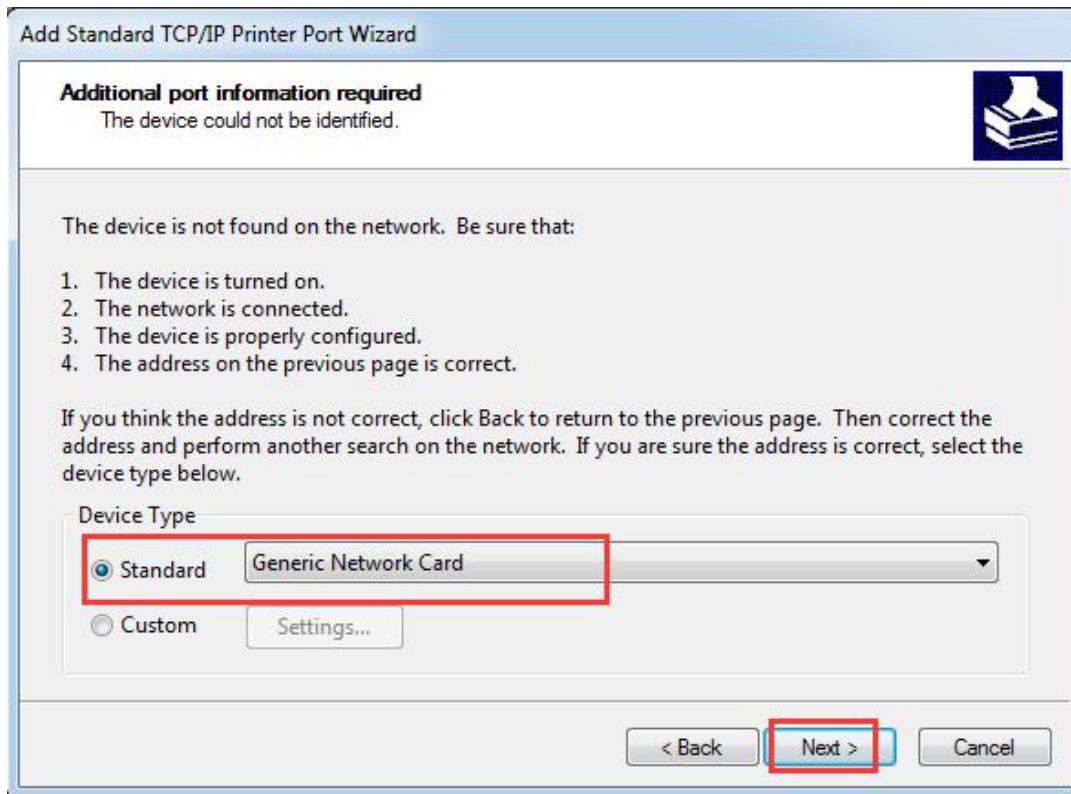 Add Standard TCP/IP Printer Port Wizard
Additional port information required
The device could not be identified.
The device is not found on the network.  Be sure that:
1.  The device is turned on.
2.  The network is connected.
3.  The device is properly configured.
4.  The address on the previous page is correct.
If you think the address is not correct, click Back to return to the previous page.  Then correct the
address and perform another search on the network.  If you are sure the address is correct, select the
device type below.
Device Type
Standard Generic Network Card
Custom Settings...
< Back Next > Cancel